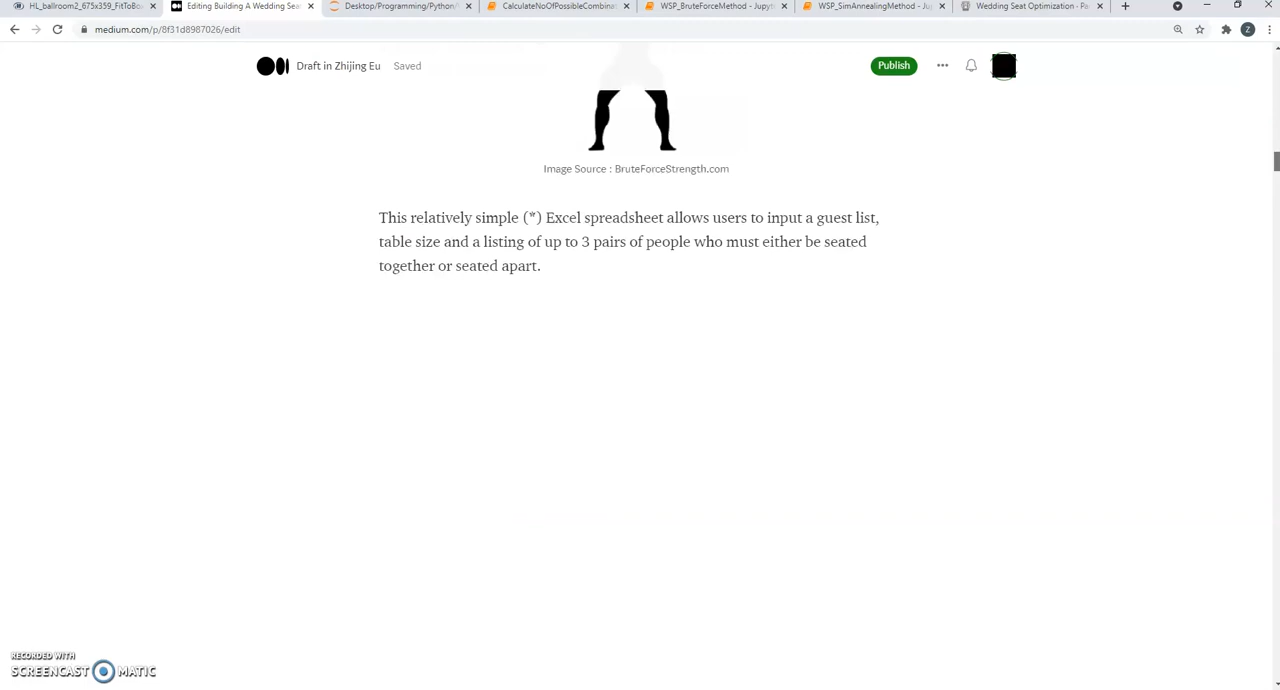 HL_ballroom2_675x359_FitToBo
Editing Building A Wedding Sea
Desktop/Programming/Python/
CalculateNoOfPossibleCombinat
WSP_BruteForceMethod - Jupyt
WSP_SimAnnealingMethod - Jup
Wedding Seat Optimization - Pa
medium.com/p/8f31d8987026/edit
Z
Draft in Zhijing Eu
Saved
Publish
Image Source : BruteForceStrength.com
This relatively simple (*) Excel spreadsheet allows users to input a guest list,
table size and a listing of up to 3 pairs of people who must either be seated
together or seated apart.
RECORDED WITH
SCREENCAST MATIC